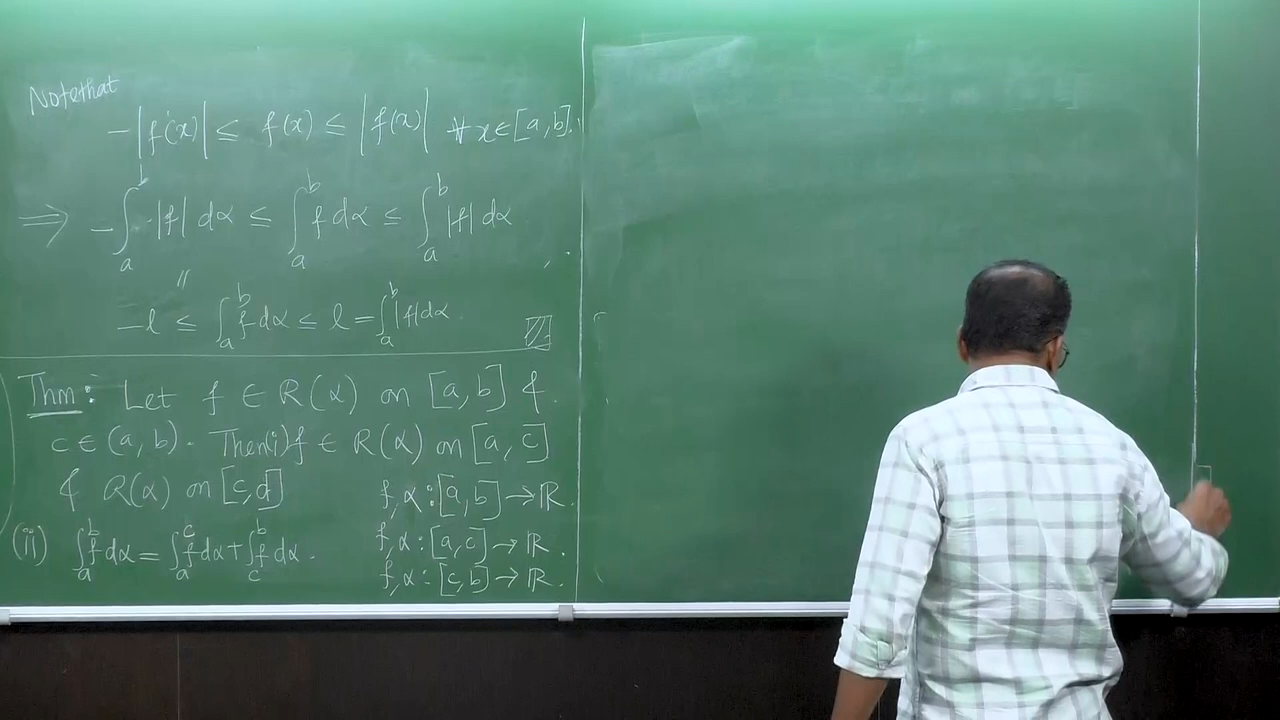 Note that
-|f(x)| ≤ f(x) ≤ |f(x)| ∀ x ∈ [a, b].
⇒ -∫_a^b |f| dα ≤ ∫_a^b f dα ≤ ∫_a^b |f| dα
"
-l ≤ ∫_a^b f dα ≤ l = ∫_a^b |f| dα.
Thm: Let f ∈ R(α) on [a, b] &
c ∈ (a, b). Then (i) f ∈ R(α) on [a, c]
& R(α) on [c, d]
f, α : [a, b] → R.
(ii) ∫_a^b f dα = ∫_a^c f dα + ∫_c^b f dα.
f, α : [a, c] → R.
f, α : [c, b] → R.